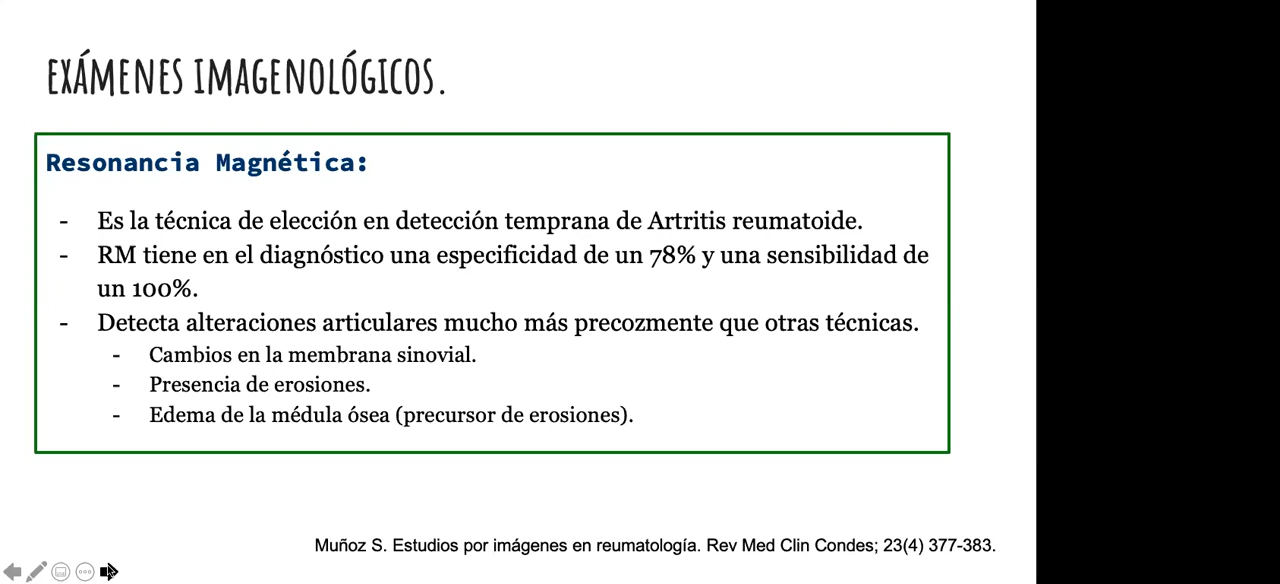 EXÁMENES IMAGENOLÓGICOS.
Resonancia Magnética:
- Es la técnica de elección en detección temprana de Artritis reumatoide.
- RM tiene en el diagnóstico una especificidad de un 78% y una sensibilidad de
un 100%.
- Detecta alteraciones articulares mucho más precozmente que otras técnicas.
- Cambios en la membrana sinovial.
- Presencia de erosiones.
- Edema de la médula ósea (precursor de erosiones).
Muñoz S. Estudios por imágenes en reumatología. Rev Med Clin Condes; 23(4) 377-383.